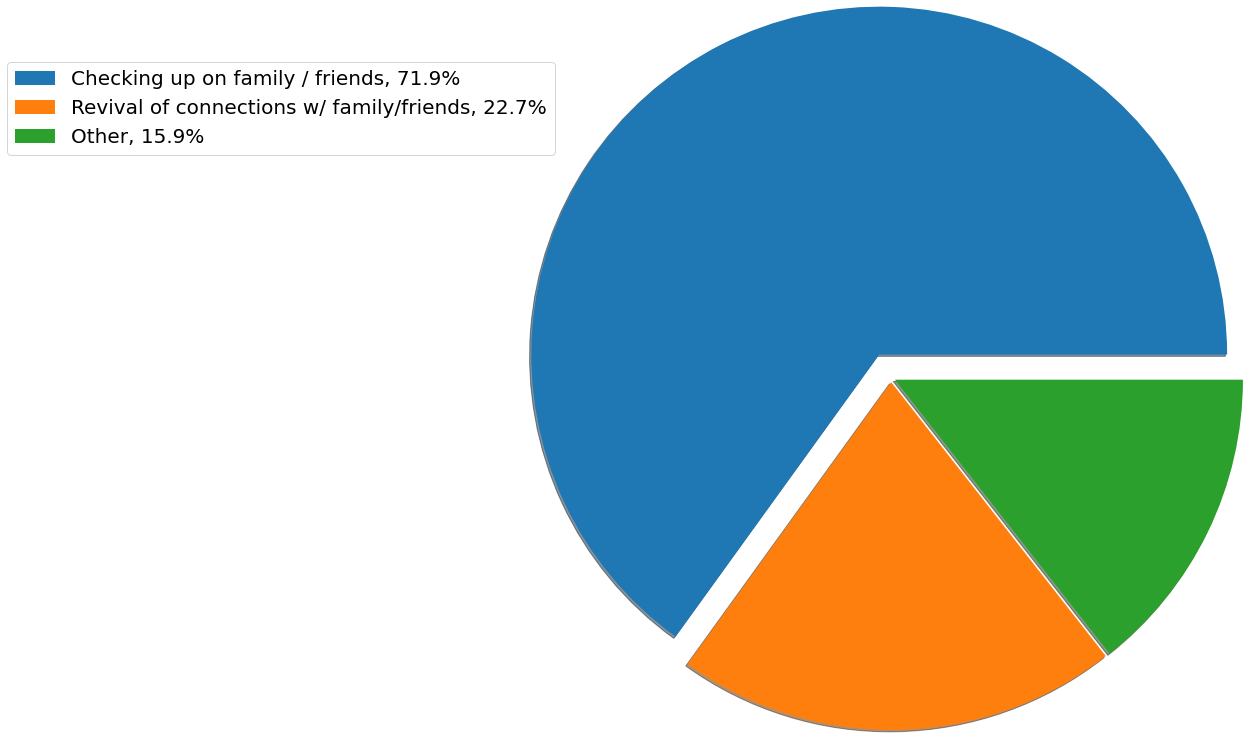 Checking up on family / friends, 71.9%
Revival of connections w/ family/friends, 22.7%
Other, 15.9%